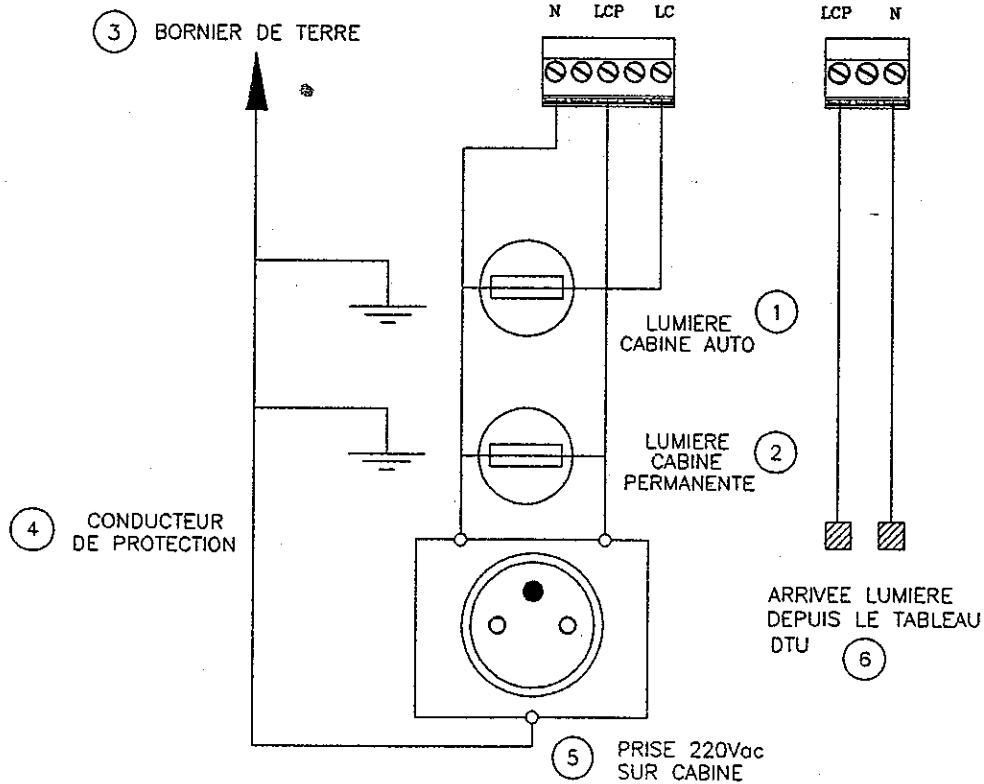 N LCP LC
LCP N
3 BORNIER DE TERRE
LUMIERE
CABINE AUTO
1
LUMIERE
CABINE
PERMANENTE
2
4 CONDUCTEUR
DE PROTECTION
ARRIVEE LUMIERE
DEPUIS LE TABLEAU
DTU 6
5 PRISE 220Vac
SUR CABINE